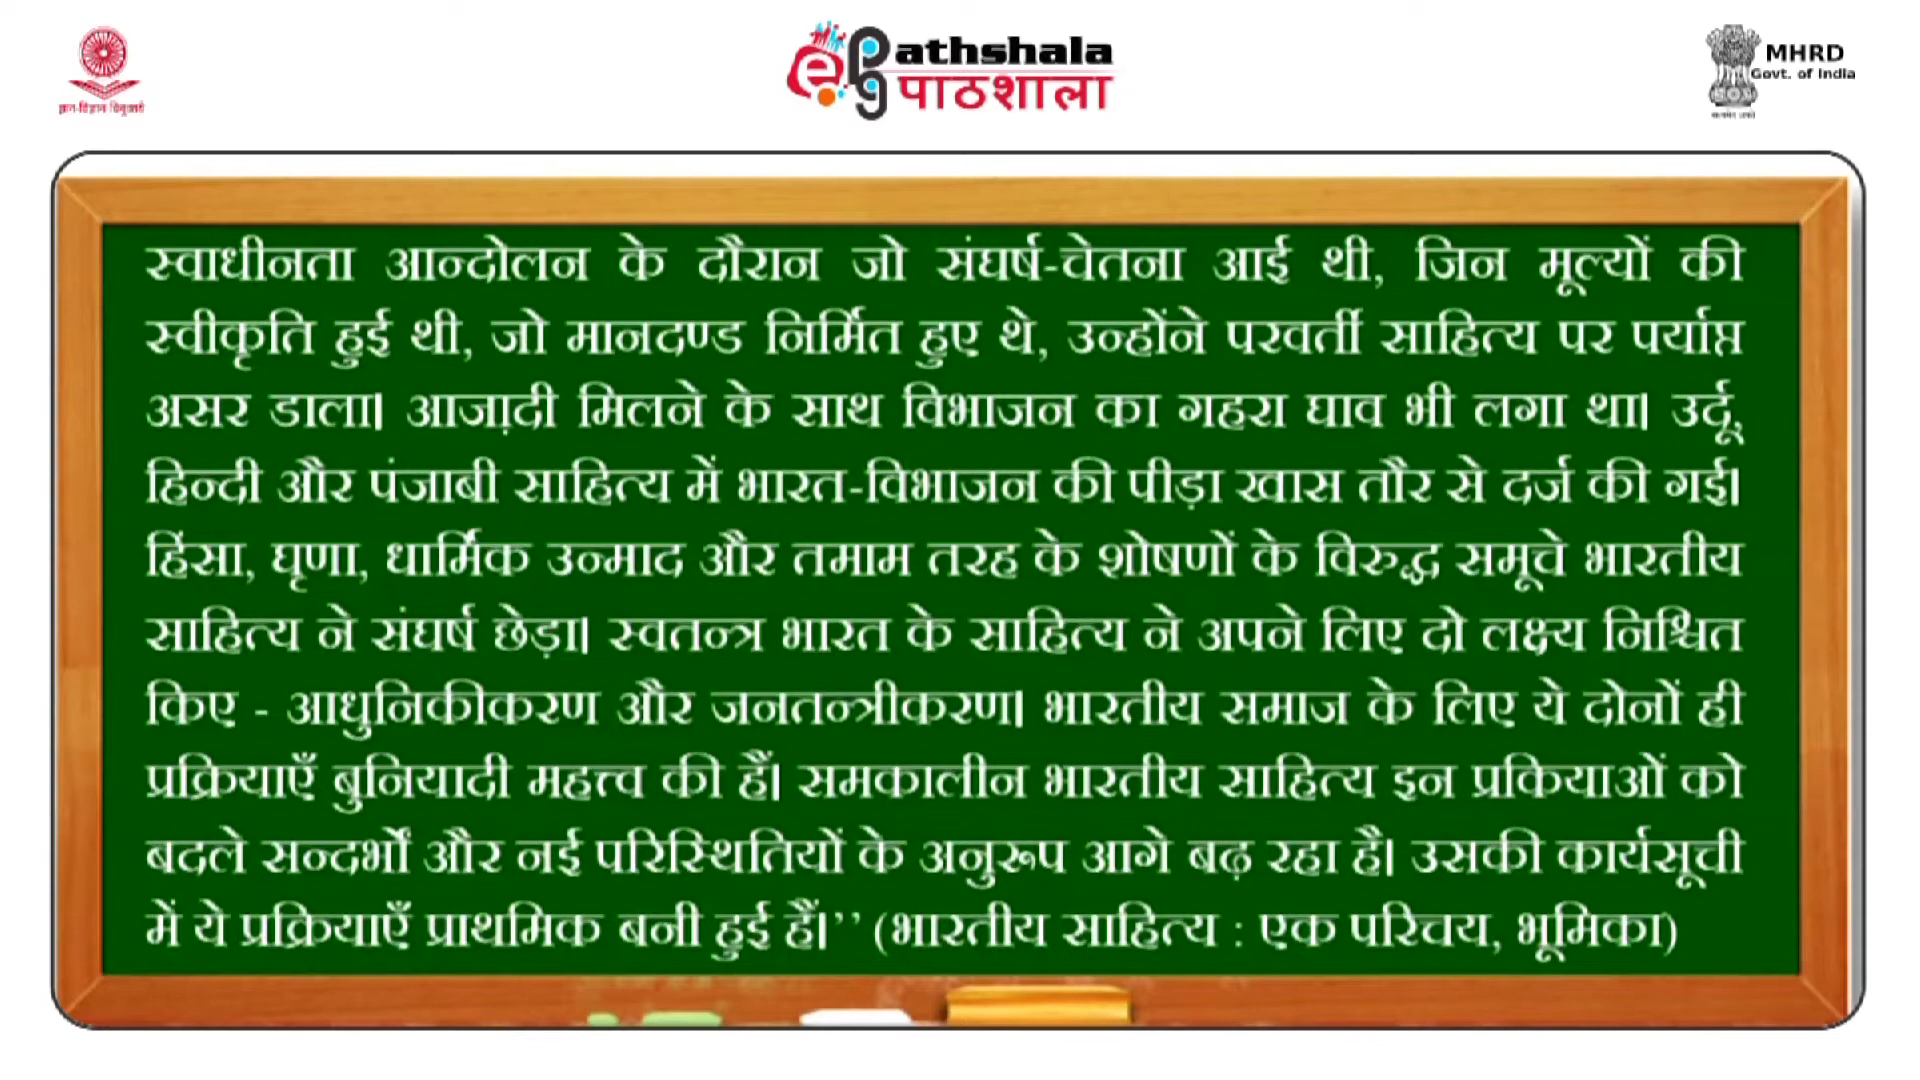 ePGathshala
पाठशाला
MHRD
Govt. of India
स्वाधीनता आन्दोलन के दौरान जो संघर्ष-चेतना आई थी, जिन मूल्यों की
स्वीकृति हुई थी, जो मानदण्ड निर्मित हुए थे, उन्होंने परवर्ती साहित्य पर पर्याप्त
असर डाला। आजा़दी मिलने के साथ विभाजन का गहरा घाव भी लगा था। उर्दू,
हिन्दी और पंजाबी साहित्य में भारत-विभाजन की पीड़ा खास तौर से दर्ज की गई।
हिंसा, घृणा, धार्मिक उन्माद और तमाम तरह के शोषणों के विरुद्ध समूचे भारतीय
साहित्य ने संघर्ष छेड़ा। स्वतन्त्र भारत के साहित्य ने अपने लिए दो लक्ष्य निश्चित
किए - आधुनिकीकरण और जनतन्त्रीकरण। भारतीय समाज के लिए ये दोनों ही
प्रक्रियाएँ बुनियादी महत्त्व की हैं। समकालीन भारतीय साहित्य इन प्रकियाओं को
बदले सन्दर्भों और नई परिस्थितियों के अनुरूप आगे बढ़ रहा है। उसकी कार्यसूची
में ये प्रक्रियाएँ प्राथमिक बनी हुई हैं।’’ (भारतीय साहित्य : एक परिचय, भूमिका)